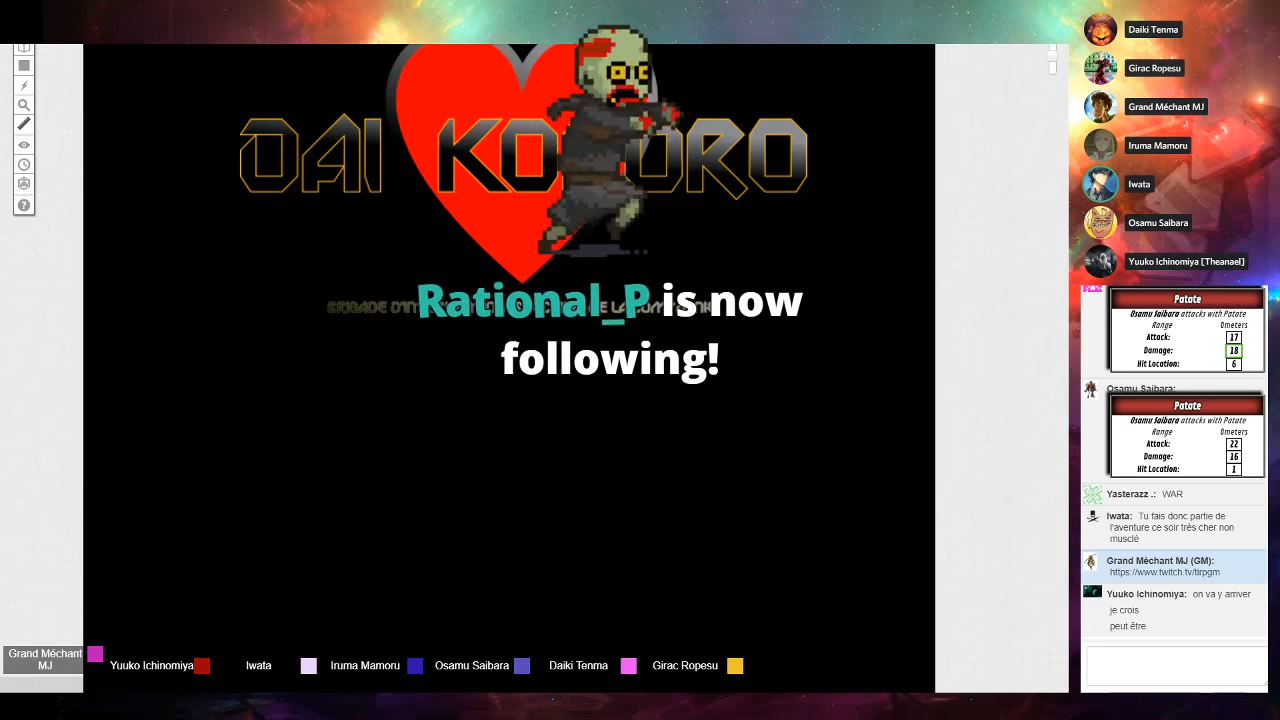 DAI KO ORO
Rational_P is now
following!
Daiki Tenma
Girac Ropesu
Grand Méchant MJ
Iruma Mamoru
Iwata
Osamu Saibara
Yuuko Ichinomiya [Theanael]
Patate
Osamu Saibara attacks with Patate
Range 0meters
Attack: 17
Damage: 18
Hit Location: 6
Osamu Saibara:
Patate
Osamu Saibara attacks with Patate
Range 0meters
Attack: 22
Damage: 16
Hit Location: 1
Yasterazz .: WAR
Iwata: Tu fais donc partie de
l'aventure ce soir très cher non
musclé
Grand Méchant MJ (GM):
https://www.twitch.tv/tirpgm
Yuuko Ichinomiya: on va y arriver
je crois
peut être
Grand Méchant
MJ
Yuuko Ichinomiya
Iwata
Iruma Mamoru
Osamu Saibara
Daiki Tenma
Girac Ropesu